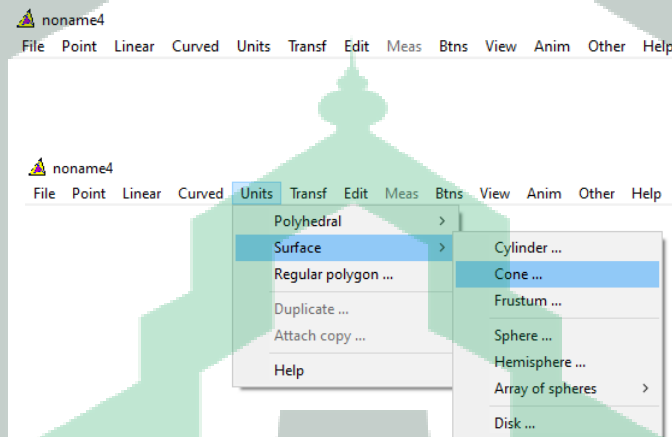 noname4
File Point Linear Curved Units Transf Edit Meas Btns View Anim Other Help
noname4
File Point Linear Curved Units Transf Edit Meas Btns View Anim Other Help
Polyhedral >
Surface >
Regular polygon ...
Duplicate ...
Attach copy ...
Help
Cylinder ...
Cone ...
Frustum ...
Sphere ...
Hemisphere ...
Array of spheres >
Disk ...